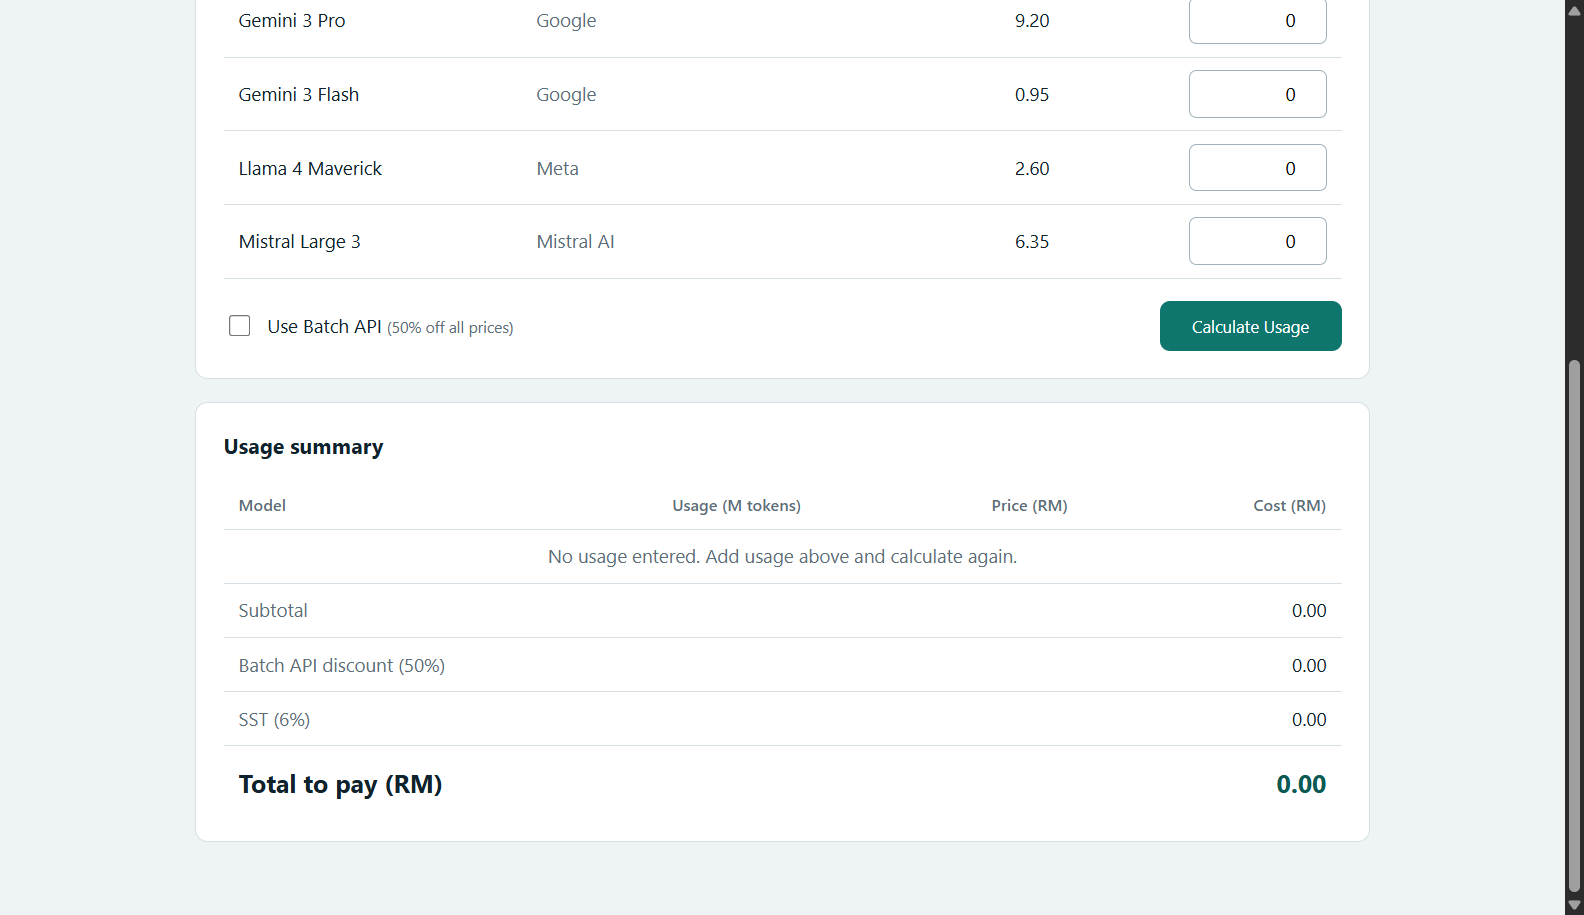 Gemini 3 Pro Google 9.20 0
Gemini 3 Flash Google 0.95 0
Llama 4 Maverick Meta 2.60 0
Mistral Large 3 Mistral AI 6.35 0
Use Batch API (50% off all prices) Calculate Usage
Usage summary
Model Usage (M tokens) Price (RM) Cost (RM)
No usage entered. Add usage above and calculate again.
Subtotal 0.00
Batch API discount (50%) 0.00
SST (6%) 0.00
Total to pay (RM) 0.00